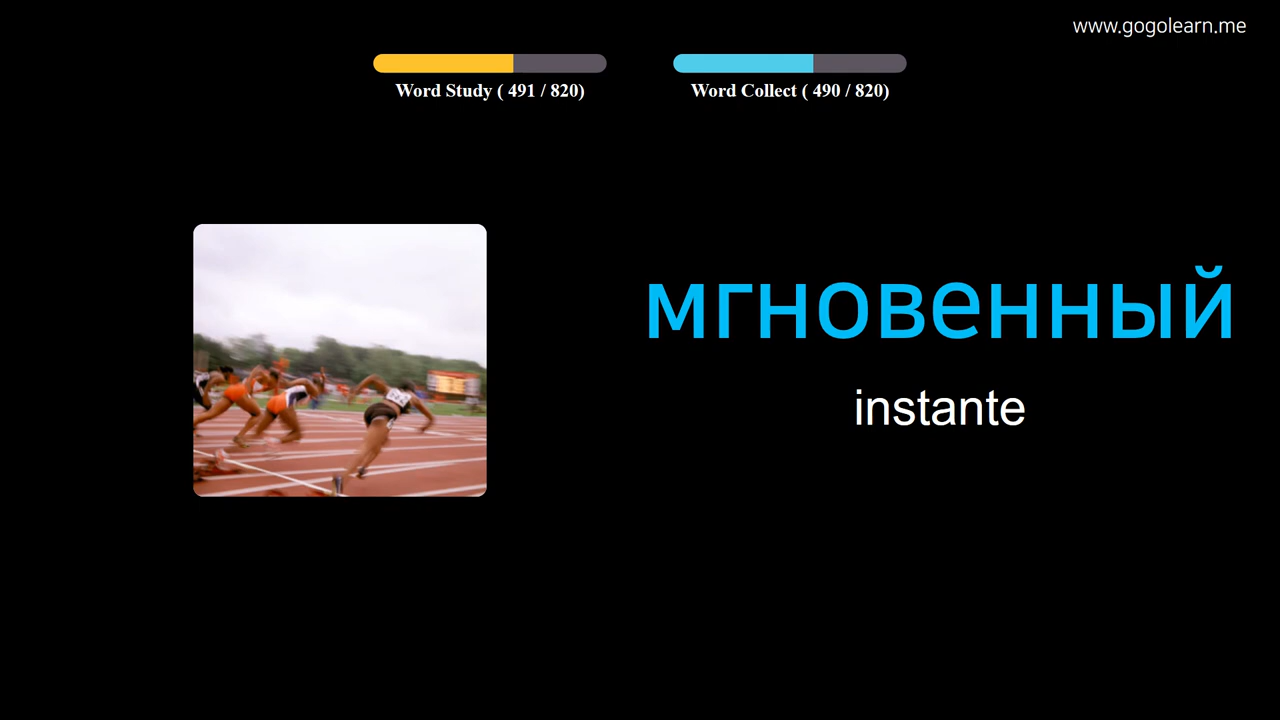 www.gogolearn.me
Word Study ( 491 / 820)
Word Collect ( 490 / 820)
мгновенный
instante